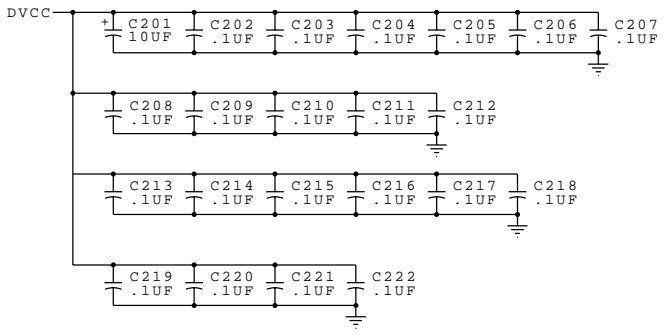 DVCC
+ C201 C202 C203 C204 C205 C206 C207
10UF .1UF .1UF .1UF .1UF .1UF .1UF
C208 C209 C210 C211 C212
.1UF .1UF .1UF .1UF .1UF
C213 C214 C215 C216 C217 C218
.1UF .1UF .1UF .1UF .1UF .1UF
C219 C220 C221 C222
.1UF .1UF .1UF .1UF